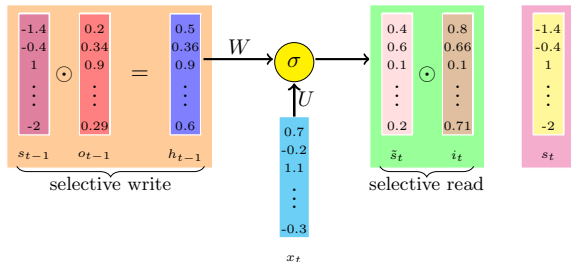 -1.4 0.2 0.5 W 0.4 0.8 -1.4
-0.4 0.34 0.36 0.6 0.66 -0.4
1 ⊙ 0.9 = 0.9 σ 0.1 ⊙ 0.1 1
⋮ ⋮ ⋮ U ⋮ ⋮ ⋮
-2 0.29 0.6 0.7 0.2 0.71 -2
-0.2
s_{t−1} o_{t−1} h_{t−1} 1.1 s̃_t i_t s_t
selective write ⋮ selective read
-0.3
x_t